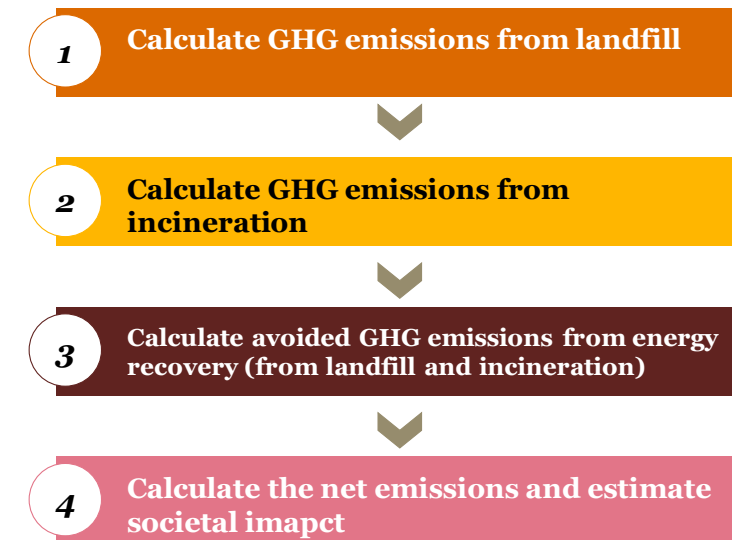 1
Calculate GHG emissions from landfill
2
Calculate GHG emissions from
incineration
3
Calculate avoided GHG emissions from energy
recovery (from landfill and incineration)
4
Calculate the net emissions and estimate
societal imapct